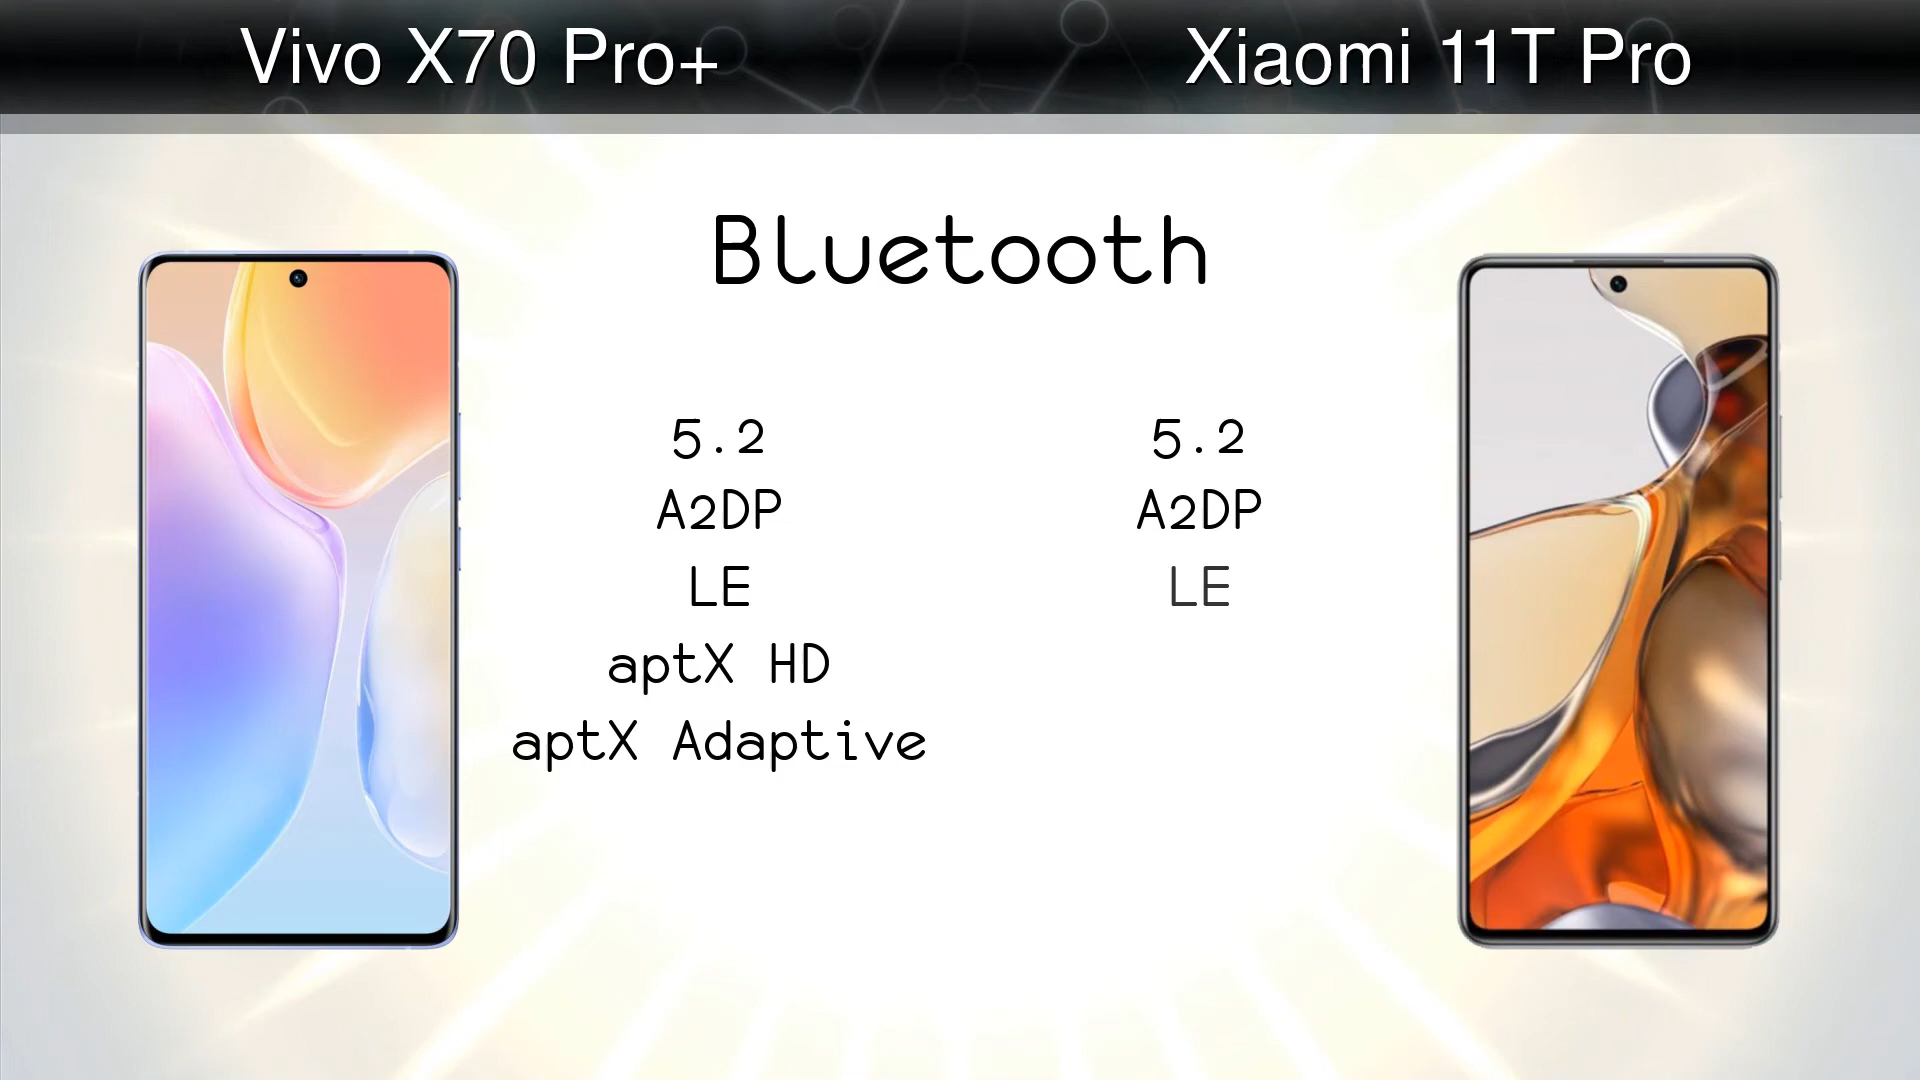 Vivo X70 Pro+
Xiaomi 11T Pro
Bluetooth
5.2
A2DP
LE
aptX HD
aptX Adaptive
5.2
A2DP
LE